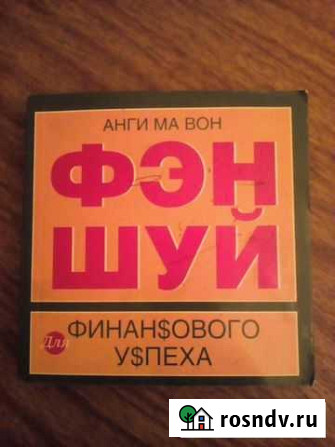 АНГИ МА ВОН
ФЭН
ШУЙ
Для
ФИНАН$ОВОГО
У$ПЕХА
rosndv.ru